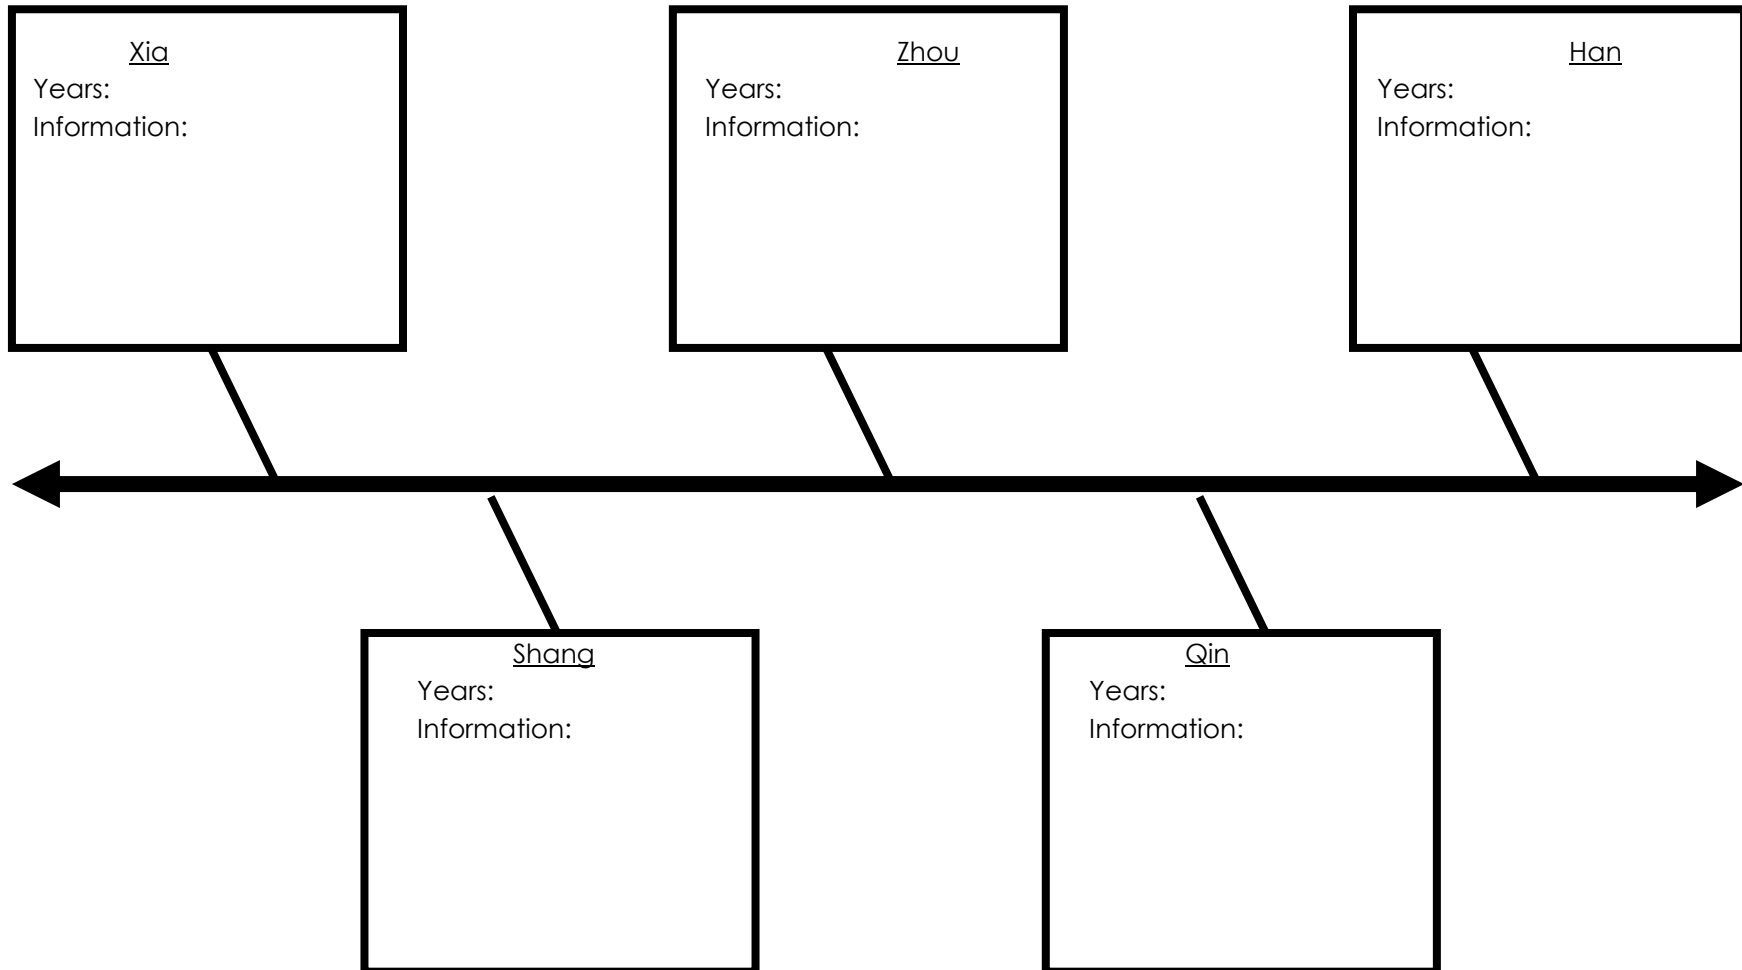 Xia
Years:
Information:
Zhou
Years:
Information:
Han
Years:
Information:
Shang
Years:
Information:
Qin
Years:
Information: